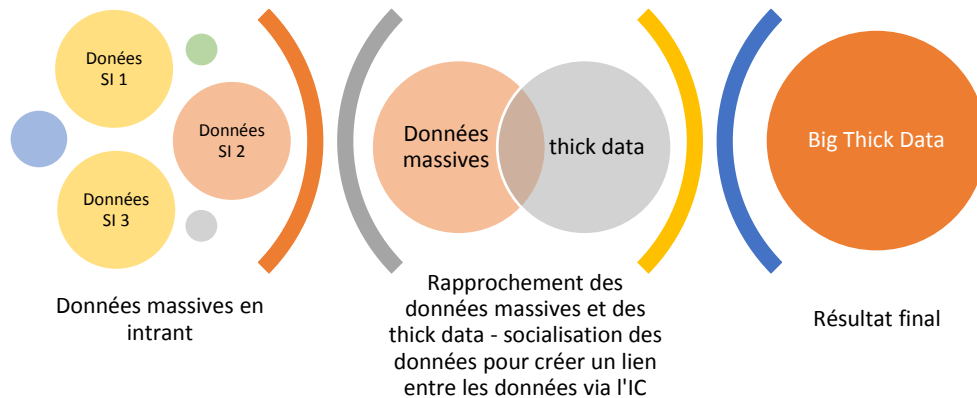 Donées
SI 1
Données
SI 2
Données
SI 3
Données massives en
intrant
Données
massives
thick data
Rapprochement des
données massives et des
thick data - socialisation des
données pour créer un lien
entre les données via l'IC
Big Thick Data
Résultat final